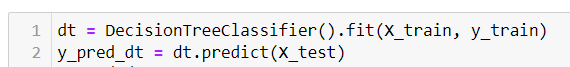 1 dt = DecisionTreeClassifier().fit(X_train, y_train)
2 y_pred_dt = dt.predict(X_test)